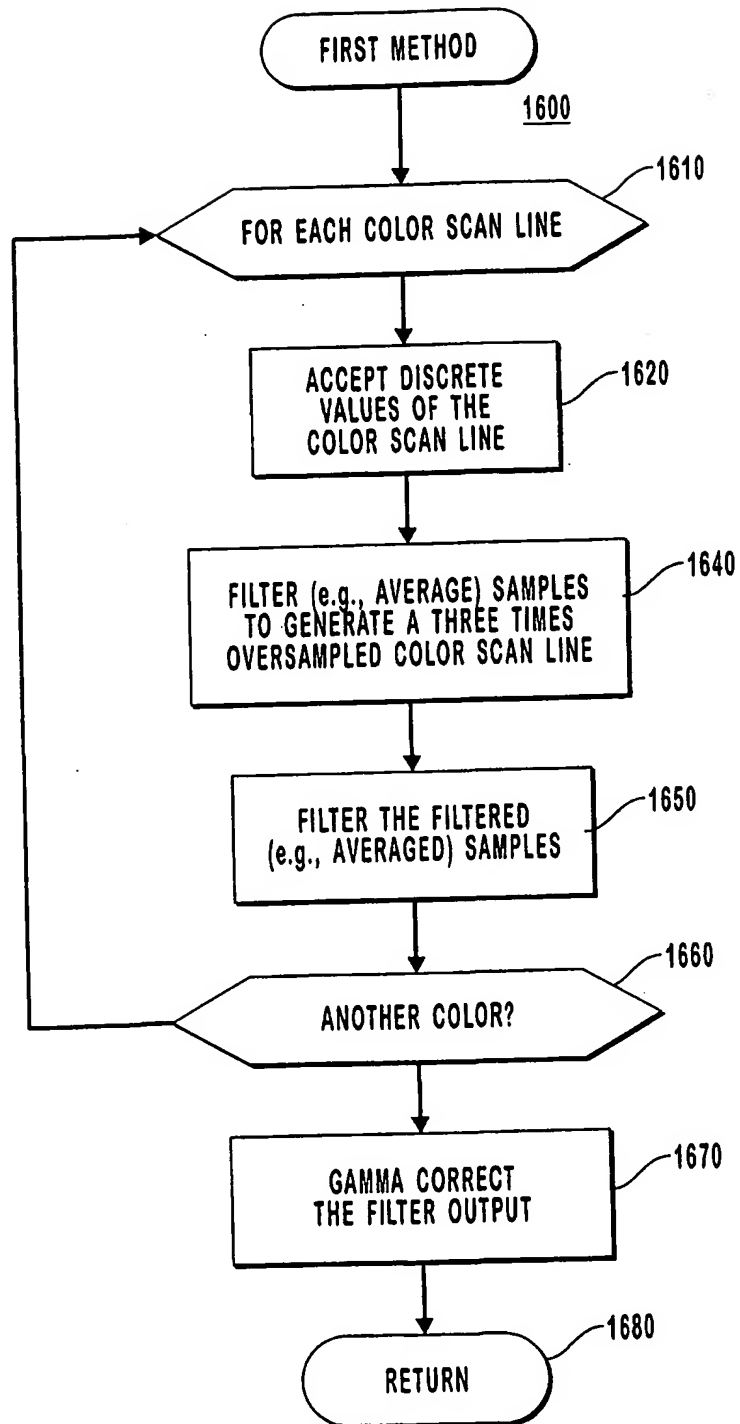 FIRST METHOD
1600
1610
FOR EACH COLOR SCAN LINE
ACCEPT DISCRETE
VALUES OF THE
COLOR SCAN LINE
1620
FILTER (e.g., AVERAGE) SAMPLES
TO GENERATE A THREE TIMES
OVERSAMPLED COLOR SCAN LINE
1640
FILTER THE FILTERED
(e.g., AVERAGED) SAMPLES
1650
1660
ANOTHER COLOR?
GAMMA CORRECT
THE FILTER OUTPUT
1670
RETURN
1680